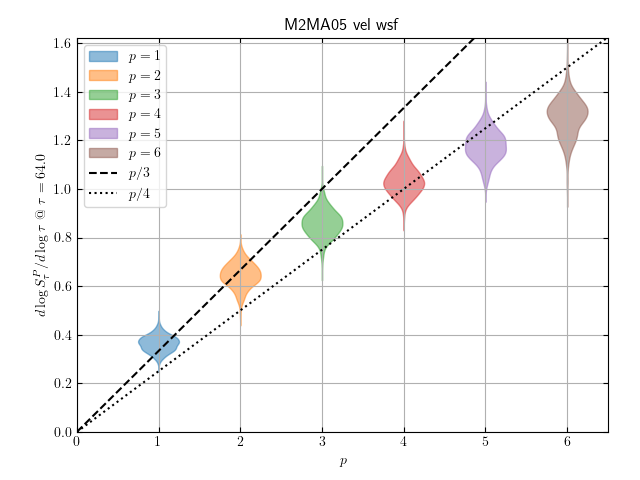 M2MA05 vel wsf
d log S_τ^P / d log τ @ τ = 64.0
1.6
1.4
1.2
1.0
0.8
0.6
0.4
0.2
0.0
p = 1
p = 2
p = 3
p = 4
p = 5
p = 6
p/3
p/4
0 1 2 3 4 5 6
p